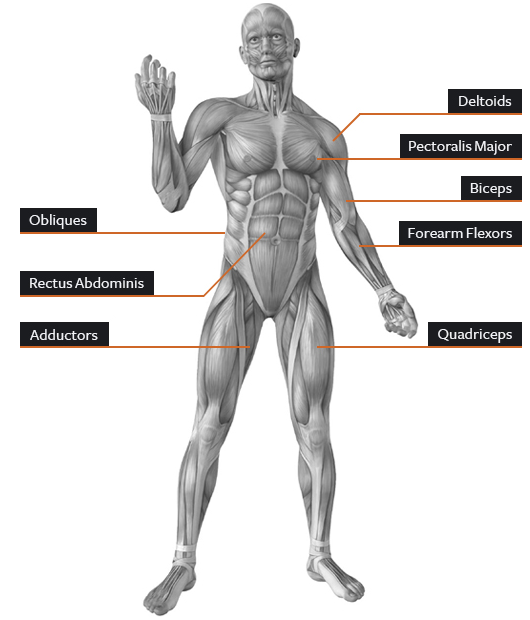 Deltoids
Pectoralis Major
Biceps
Obliques
Forearm Flexors
Rectus Abdominis
Adductors
Quadriceps